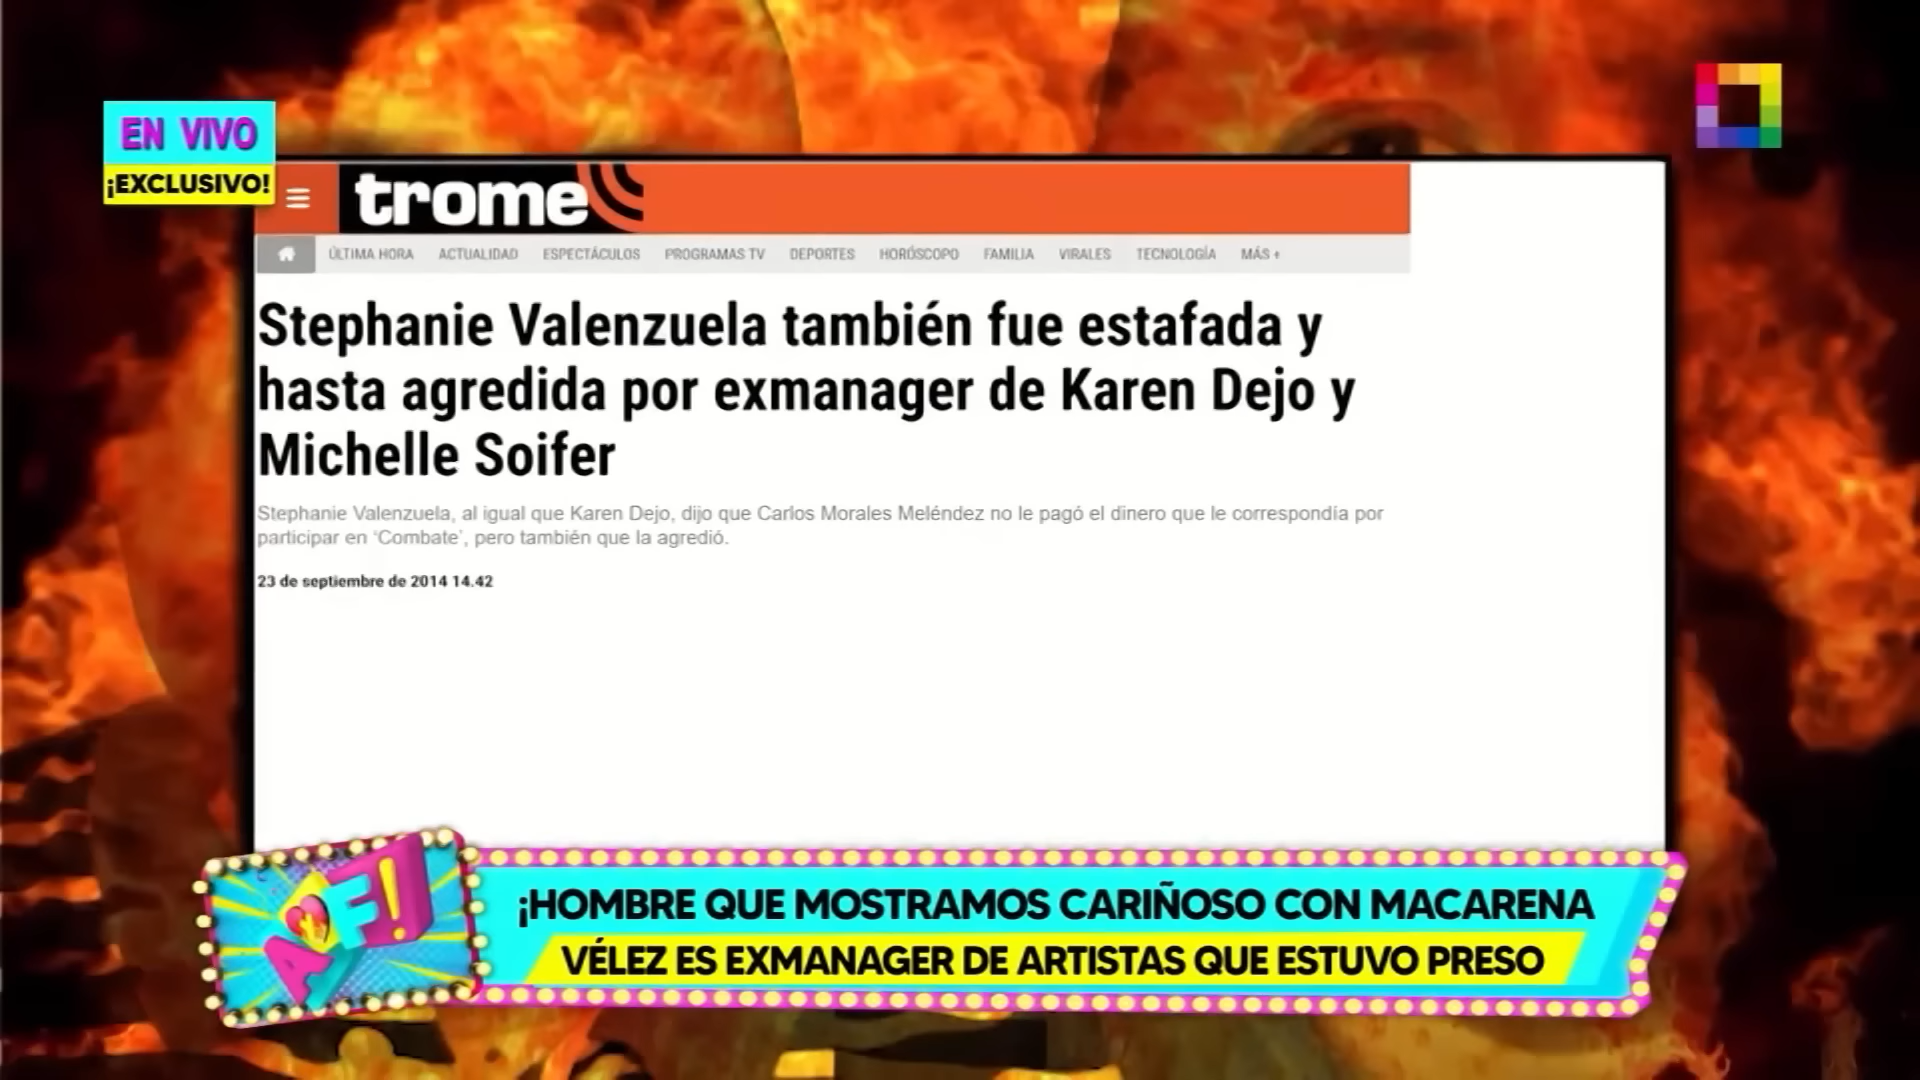 EN VIVO
¡EXCLUSIVO!
trome
ÚLTIMA HORA ACTUALIDAD ESPECTÁCULOS PROGRAMAS TV DEPORTES HORÓSCOPO FAMILIA VIRALES TECNOLOGÍA MÁS +
Stephanie Valenzuela también fue estafada y
hasta agredida por exmanager de Karen Dejo y
Michelle Soifer
Stephanie Valenzuela, al igual que Karen Dejo, dijo que Carlos Morales Meléndez no le pagó el dinero que le correspondía por
participar en ‘Combate’, pero también que la agredió.
23 de septiembre de 2014 14.42
AYF!
¡HOMBRE QUE MOSTRAMOS CARIÑOSO CON MACARENA
VÉLEZ ES EXMANAGER DE ARTISTAS QUE ESTUVO PRESO